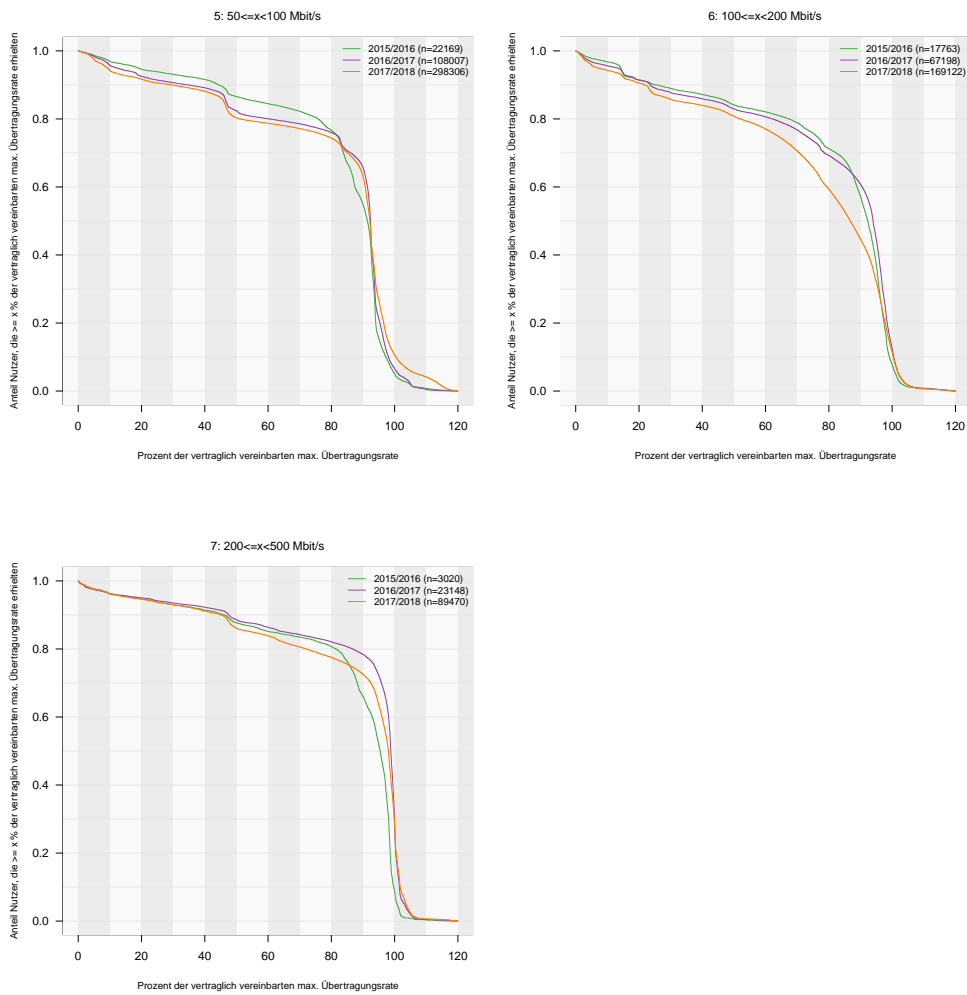 5: 50<=x<100 Mbit/s
Anteil Nutzer, die >= x % der vertraglich vereinbarten max. Übertragungsrate erhielten
1.0
0.8
0.6
0.4
0.2
0.0
2015/2016 (n=22169)
2016/2017 (n=108007)
2017/2018 (n=298306)
0 20 40 60 80 100 120
Prozent der vertraglich vereinbarten max. Übertragungsrate
6: 100<=x<200 Mbit/s
Anteil Nutzer, die >= x % der vertraglich vereinbarten max. Übertragungsrate erhielten
1.0
0.8
0.6
0.4
0.2
0.0
2015/2016 (n=17763)
2016/2017 (n=67198)
2017/2018 (n=169122)
0 20 40 60 80 100 120
Prozent der vertraglich vereinbarten max. Übertragungsrate
7: 200<=x<500 Mbit/s
Anteil Nutzer, die >= x % der vertraglich vereinbarten max. Übertragungsrate erhielten
1.0
0.8
0.6
0.4
0.2
0.0
2015/2016 (n=3020)
2016/2017 (n=23148)
2017/2018 (n=89470)
0 20 40 60 80 100 120
Prozent der vertraglich vereinbarten max. Übertragungsrate